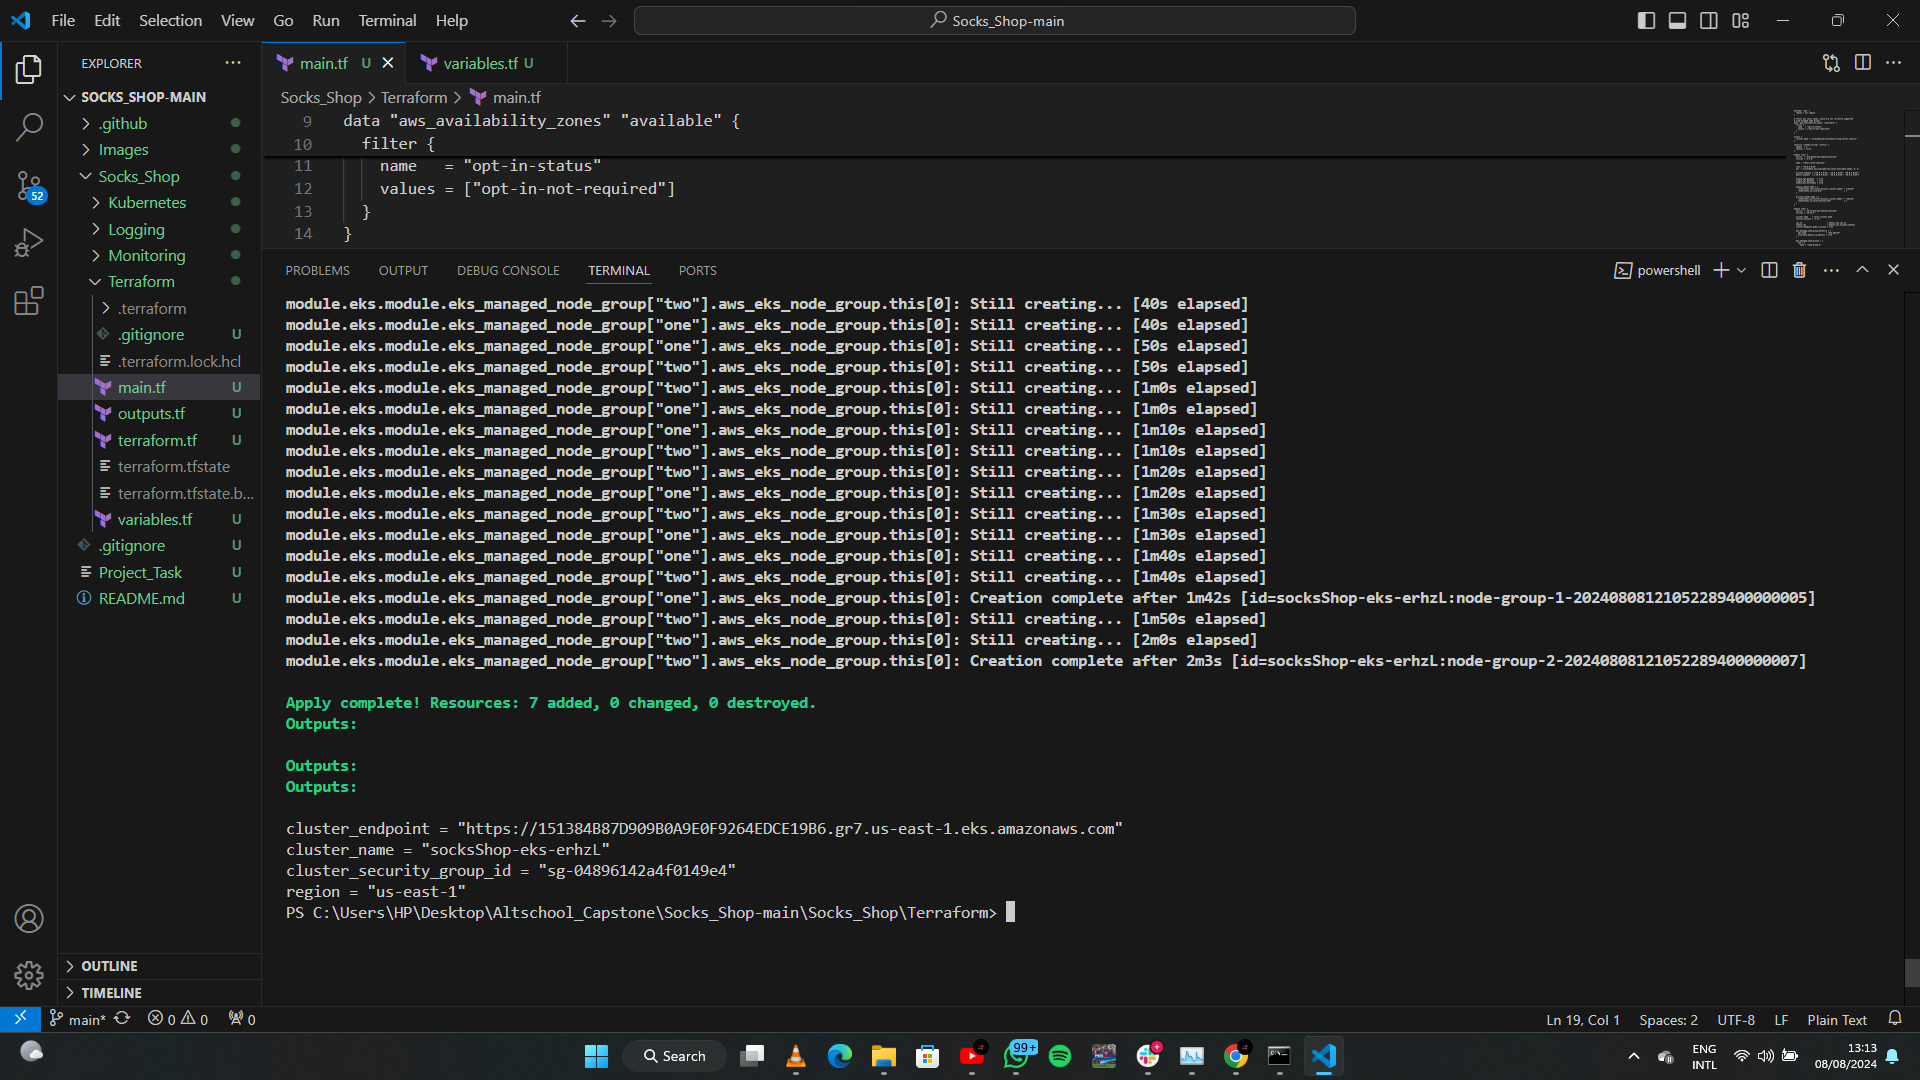 File Edit Selection View Go Run Terminal Help
Socks_Shop-main
EXPLORER
SOCKS_SHOP-MAIN
.github
Images
Socks_Shop
Kubernetes
Logging
Monitoring
Terraform
.terraform
.gitignore U
.terraform.lock.hcl
main.tf U
outputs.tf U
terraform.tf U
terraform.tfstate
terraform.tfstate.b...
variables.tf U
.gitignore U
Project_Task U
README.md U
OUTLINE
TIMELINE
52
main.tf U
variables.tf U
Socks_Shop > Terraform > main.tf
9 data "aws_availability_zones" "available" {
10 filter {
11 name   = "opt-in-status"
12 values = ["opt-in-not-required"]
13 }
14 }
PROBLEMS OUTPUT DEBUG CONSOLE TERMINAL PORTS
powershell
module.eks.module.eks_managed_node_group["two"].aws_eks_node_group.this[0]: Still creating... [40s elapsed]
module.eks.module.eks_managed_node_group["one"].aws_eks_node_group.this[0]: Still creating... [40s elapsed]
module.eks.module.eks_managed_node_group["one"].aws_eks_node_group.this[0]: Still creating... [50s elapsed]
module.eks.module.eks_managed_node_group["two"].aws_eks_node_group.this[0]: Still creating... [50s elapsed]
module.eks.module.eks_managed_node_group["two"].aws_eks_node_group.this[0]: Still creating... [1m0s elapsed]
module.eks.module.eks_managed_node_group["one"].aws_eks_node_group.this[0]: Still creating... [1m0s elapsed]
module.eks.module.eks_managed_node_group["one"].aws_eks_node_group.this[0]: Still creating... [1m10s elapsed]
module.eks.module.eks_managed_node_group["two"].aws_eks_node_group.this[0]: Still creating... [1m10s elapsed]
module.eks.module.eks_managed_node_group["two"].aws_eks_node_group.this[0]: Still creating... [1m20s elapsed]
module.eks.module.eks_managed_node_group["one"].aws_eks_node_group.this[0]: Still creating... [1m20s elapsed]
module.eks.module.eks_managed_node_group["two"].aws_eks_node_group.this[0]: Still creating... [1m30s elapsed]
module.eks.module.eks_managed_node_group["one"].aws_eks_node_group.this[0]: Still creating... [1m30s elapsed]
module.eks.module.eks_managed_node_group["one"].aws_eks_node_group.this[0]: Still creating... [1m40s elapsed]
module.eks.module.eks_managed_node_group["two"].aws_eks_node_group.this[0]: Still creating... [1m40s elapsed]
module.eks.module.eks_managed_node_group["one"].aws_eks_node_group.this[0]: Creation complete after 1m42s [id=socksShop-eks-erhzL:node-group-1-20240808121052289400000005]
module.eks.module.eks_managed_node_group["two"].aws_eks_node_group.this[0]: Still creating... [1m50s elapsed]
module.eks.module.eks_managed_node_group["two"].aws_eks_node_group.this[0]: Still creating... [2m0s elapsed]
module.eks.module.eks_managed_node_group["two"].aws_eks_node_group.this[0]: Creation complete after 2m3s [id=socksShop-eks-erhzL:node-group-2-20240808121052289400000007]
Apply complete! Resources: 7 added, 0 changed, 0 destroyed.
Outputs:
Outputs:
Outputs:
cluster_endpoint = "https://151384B87D909B0A9E0F9264EDCE19B6.gr7.us-east-1.eks.amazonaws.com"
cluster_name = "socksShop-eks-erhzL"
cluster_security_group_id = "sg-04896142a4f0149e4"
region = "us-east-1"
PS C:\Users\HP\Desktop\Altschool_Capstone\Socks_Shop-main\Socks_Shop\Terraform>
main* 0 0 0
Ln 19, Col 1 Spaces: 2 UTF-8 LF Plain Text
Search
99+
ENG
INTL
13:13
08/08/2024